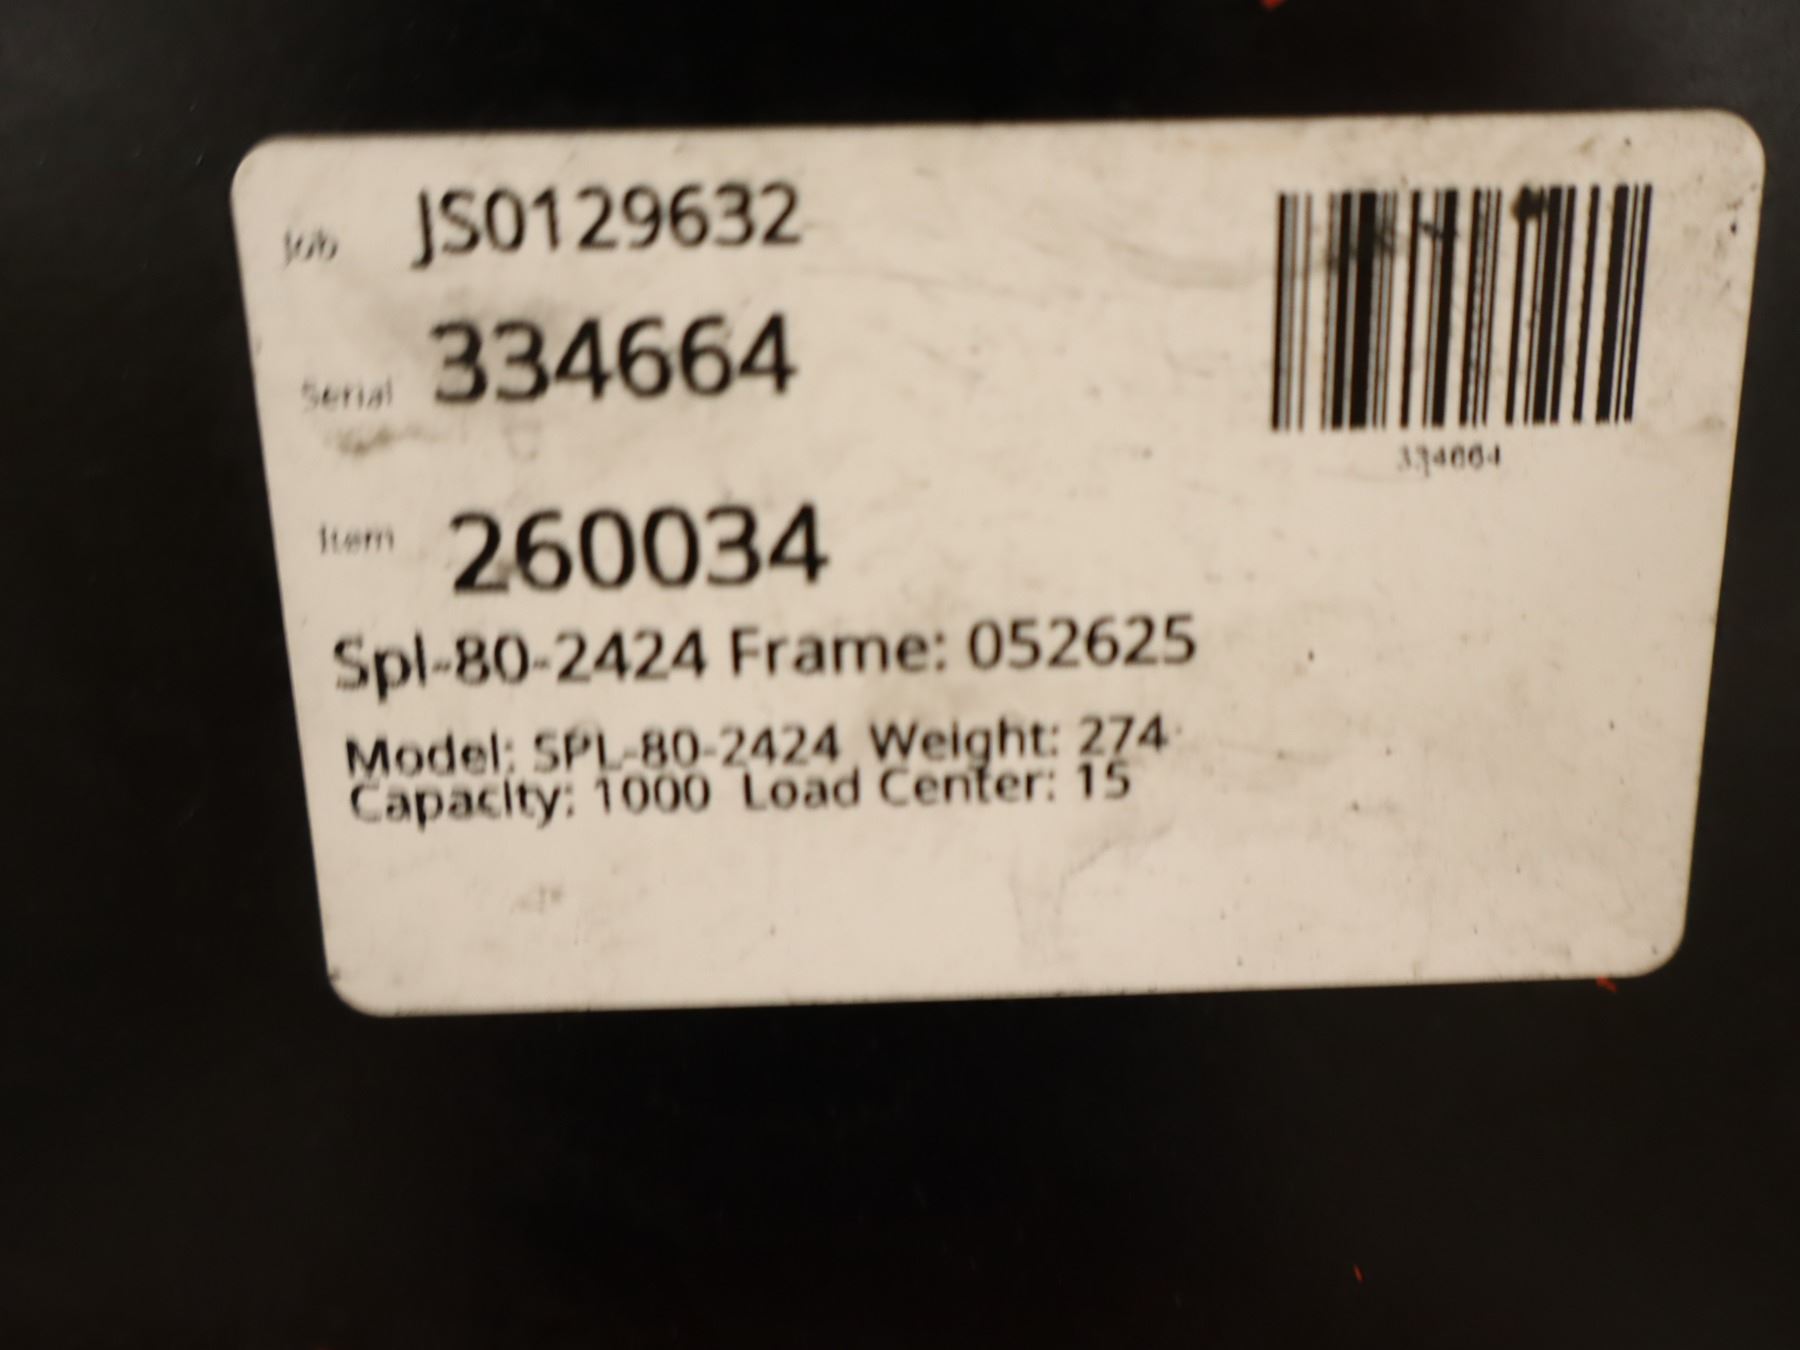 Job JS0129632
Serial 334664
334664
Item 260034
Spl-80-2424 Frame: 052625
Model: SPL-80-2424 Weight: 274
Capacity: 1000 Load Center: 15